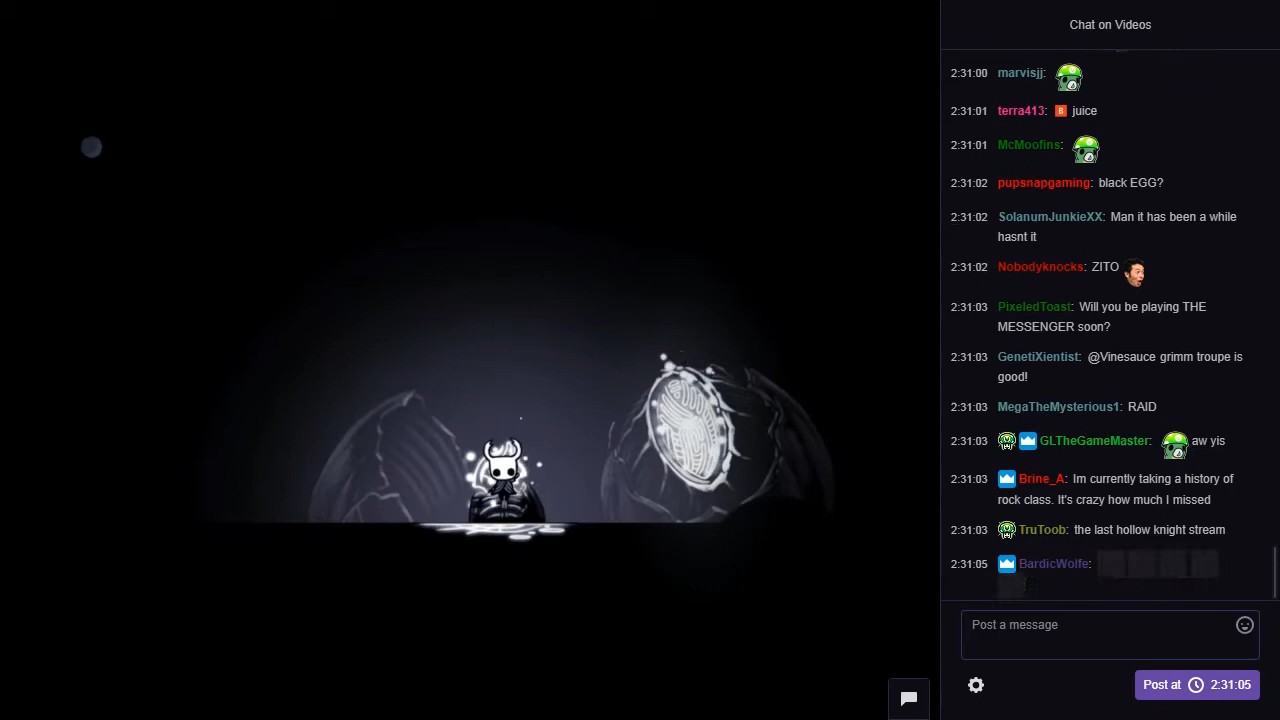 Chat on Videos
2:31:00 marvisjj:
2:31:01 terra413: B juice
2:31:01 McMoofins:
2:31:02 pupsnapgaming: black EGG?
2:31:02 SolanumJunkieXX: Man it has been a while
hasnt it
2:31:02 Nobodyknocks: ZITO
2:31:03 PixeledToast: Will you be playing THE
MESSENGER soon?
2:31:03 GenetiXientist: @Vinesauce grimm troupe is
good!
2:31:03 MegaTheMysterious1: RAID
2:31:03 GLTheGameMaster: aw yis
2:31:03 Brine_A: Im currently taking a history of
rock class. It's crazy how much I missed
2:31:03 TruToob: the last hollow knight stream
2:31:05 BardicWolfe:
Post a message
Post at 2:31:05